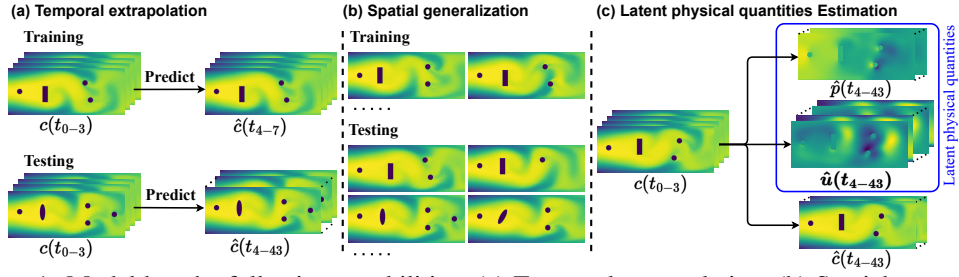 (a) Temporal extrapolation
Training
Predict
c(t₀₋₃)
ĉ(t₄₋₇)
Testing
Predict
c(t₀₋₃)
ĉ(t₄₋₄₃)
(b) Spatial generalization
Training
.....
Testing
.....
(c) Latent physical quantities Estimation
c(t₀₋₃)
p̂(t₄₋₄₃)
û(t₄₋₄₃)
ĉ(t₄₋₄₃)
Latent physical quantities